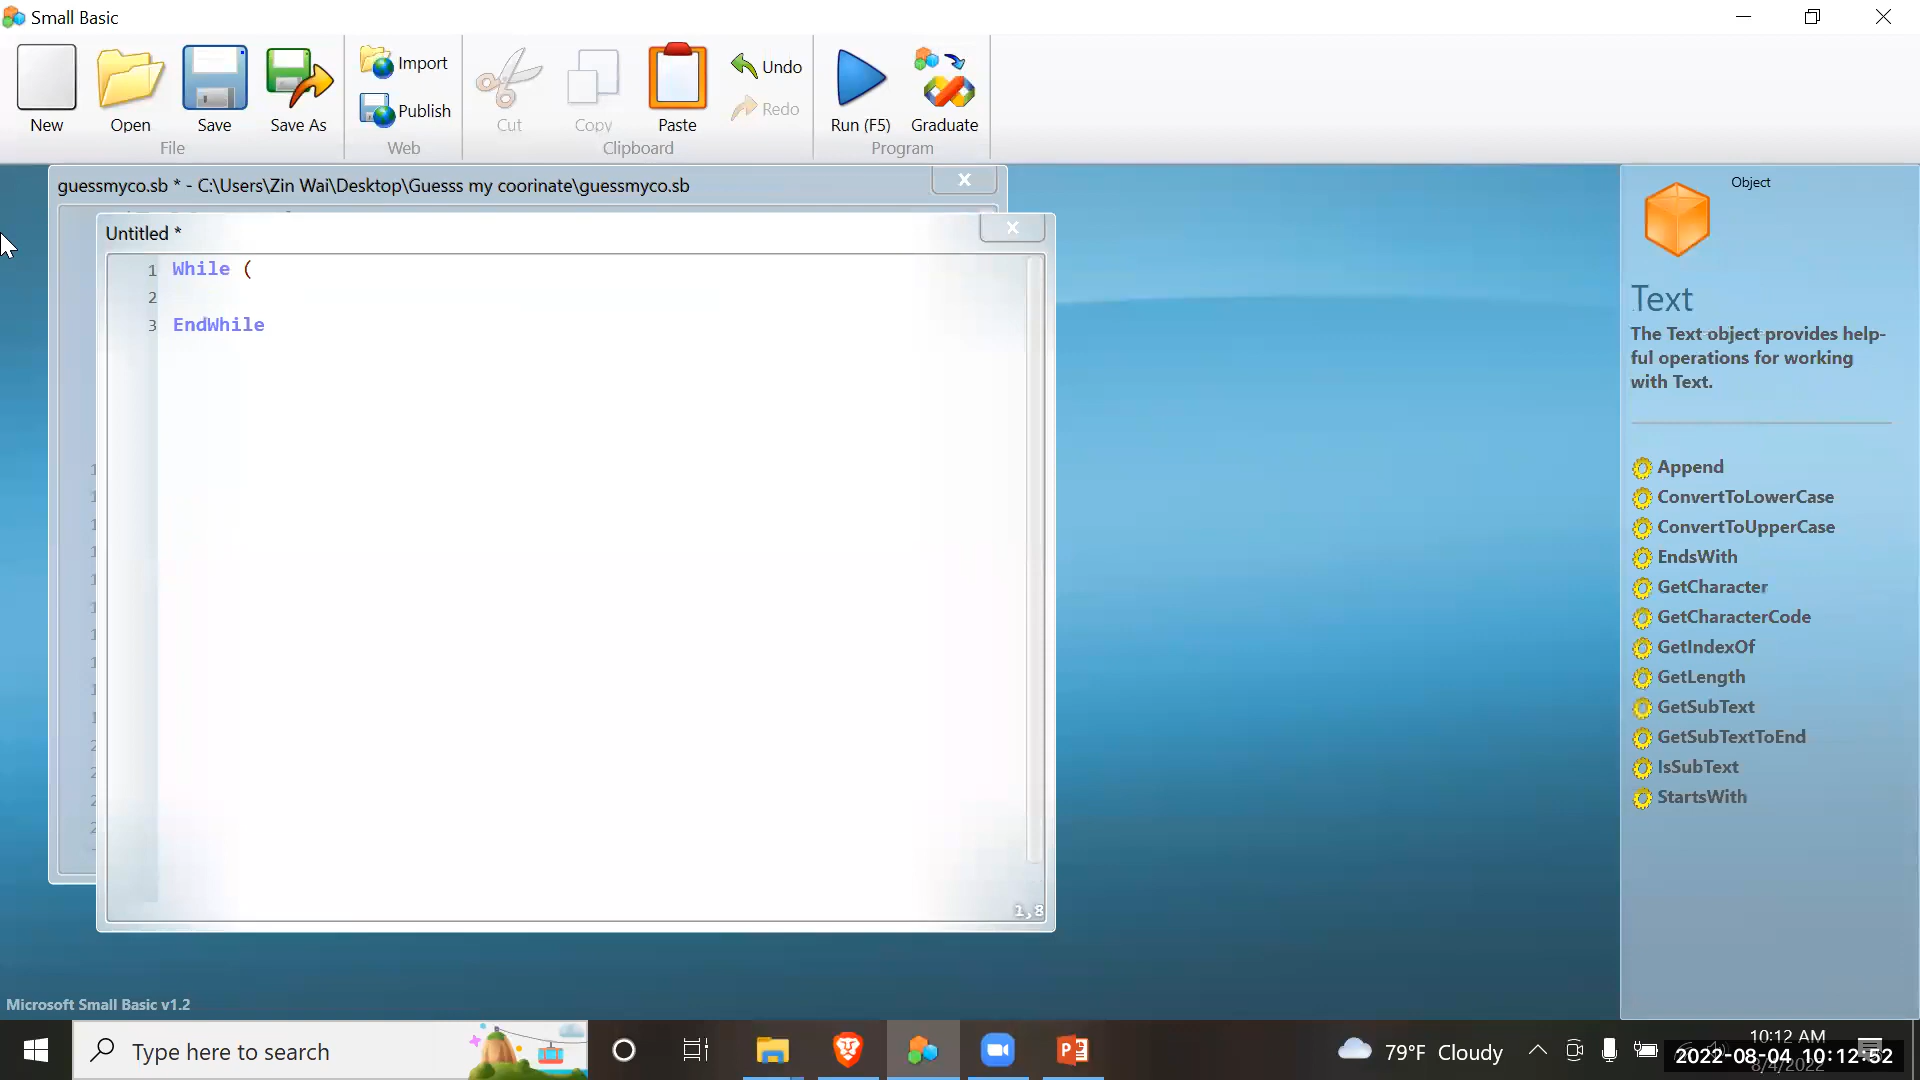 Small Basic
New
Open
Save
Save As
File
Import
Publish
Web
Cut
Copy
Paste
Undo
Redo
Clipboard
Run (F5)
Graduate
Program
guessmyco.sb * - C:\Users\Zin Wai\Desktop\Guesss my coorinate\guessmyco.sb
Untitled *
1 While (
2
3 EndWhile
1,8
Object
Text
The Text object provides help-
ful operations for working
with Text.
Append
ConvertToLowerCase
ConvertToUpperCase
EndsWith
GetCharacter
GetCharacterCode
GetIndexOf
GetLength
GetSubText
GetSubTextToEnd
IsSubText
StartsWith
Microsoft Small Basic v1.2
Type here to search
79°F Cloudy
10:12 AM
8/4/2022
2022-08-04 10:12:52